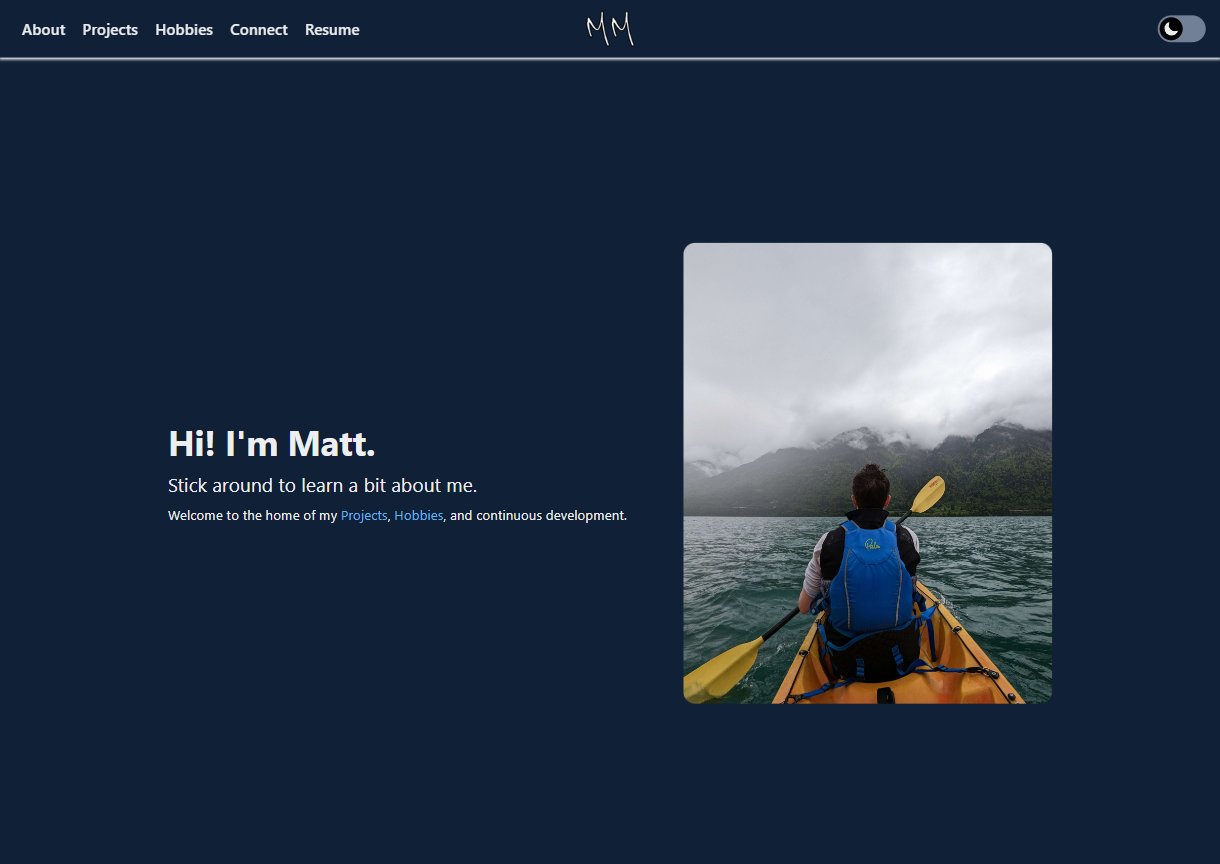 About Projects Hobbies Connect Resume
MM
Hi! I'm Matt.
Stick around to learn a bit about me.
Welcome to the home of my Projects, Hobbies, and continuous development.
Palm